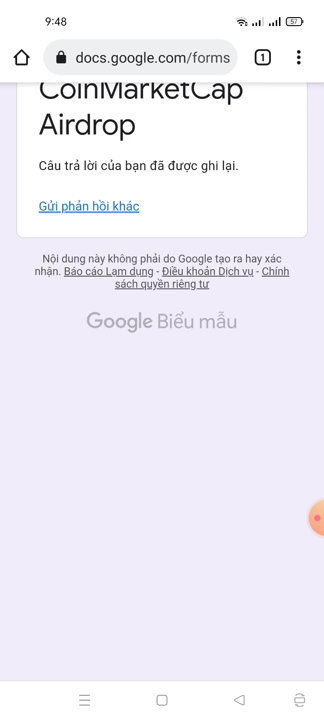 9:48
57
docs.google.com/forms
1
CoinMarketCap
Airdrop
Câu trả lời của bạn đã được ghi lại.
Gửi phản hồi khác
Nội dung này không phải do Google tạo ra hay xác
nhận. Báo cáo Lạm dụng - Điều khoản Dịch vụ - Chính
sách quyền riêng tư
Google Biểu mẫu